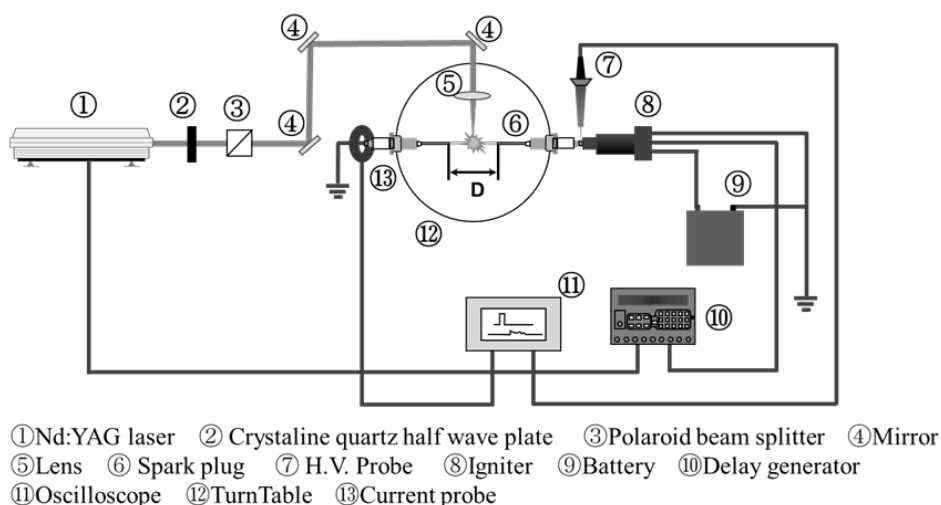 ④ ④
⑦
① ② ③ ④ ⑤ ⑥ ⑧
⑬ D ⑨
⑫
⑪ ⑩
①Nd:YAG laser ② Crystaline quartz half wave plate ③Polaroid beam splitter ④Mirror
⑤Lens ⑥ Spark plug ⑦ H.V. Probe ⑧Igniter ⑨Battery ⑩Delay generator
⑪Oscilloscope ⑫TurnTable ⑬Current probe